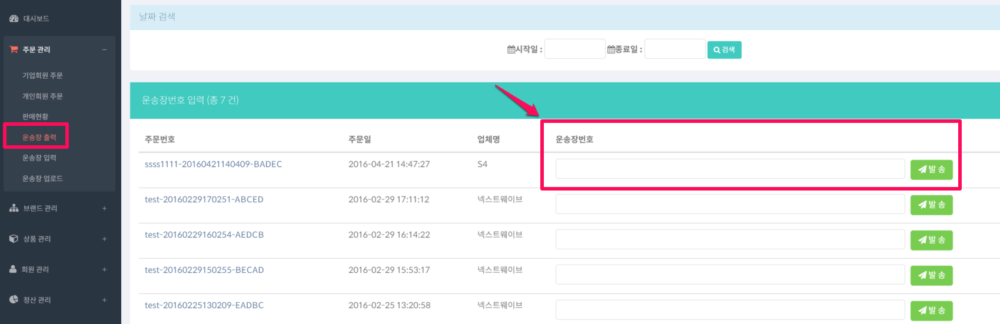 대시보드
주문 관리
기업회원 주문
개인회원 주문
판매현황
운송장 출력
운송장 입력
운송장 업로드
브랜드 관리
상품 관리
회원 관리
정산 관리
날짜 검색
시작일 : 종료일 : 검색
운송장번호 입력 (총 7 건)
주문번호 주문일 업체명 운송장번호
ssss1111-20160421140409-BADEC 2016-04-21 14:47:27 S4 발 송
test-20160229170251-ABCED 2016-02-29 17:11:12 넥스트웨이브 발 송
test-20160229160254-AEDCB 2016-02-29 16:14:22 넥스트웨이브 발 송
test-20160229150255-BECAD 2016-02-29 15:53:17 넥스트웨이브 발 송
test-20160225130209-EADBC 2016-02-25 13:20:58 넥스트웨이브 발 송